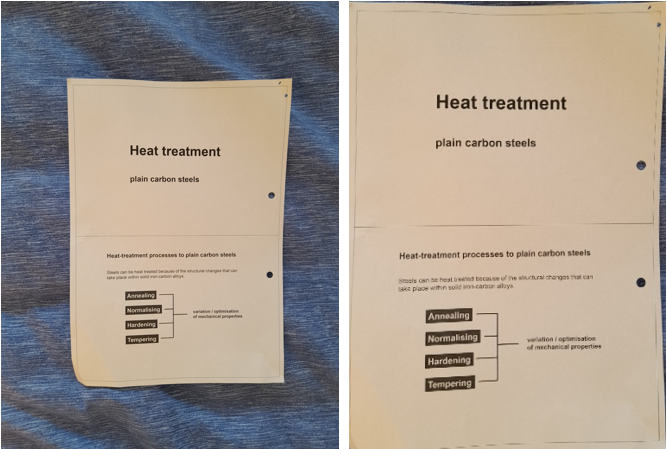 Heat treatment
plain carbon steels
Heat-treatment processes to plain carbon steels
Steels can be heat treated because of the structural changes that can
take place within solid iron-carbon alloys.
Annealing
Normalising
Hardening
Tempering
variation / optimisation
of mechanical properties
Heat treatment
plain carbon steels
Heat-treatment processes to plain carbon steels
Steels can be heat treated because of the structural changes that can
take place within solid iron-carbon alloys.
Annealing
Normalising
Hardening
Tempering
variation / optimisation
of mechanical properties